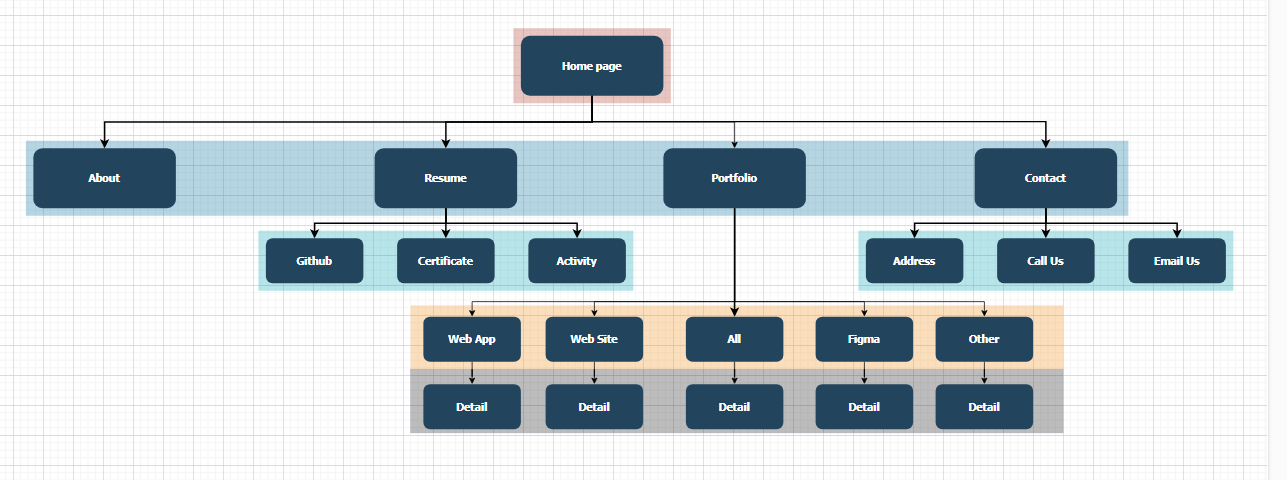 Home page
About
Resume
Portfolio
Contact
Github
Certificate
Activity
Address
Call Us
Email Us
Web App
Web Site
All
Figma
Other
Detail
Detail
Detail
Detail
Detail